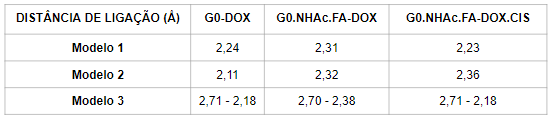 DISTÂNCIA DE LIGAÇÃO (Å) G0-DOX G0.NHAc.FA-DOX G0.NHAc.FA-DOX.CIS
Modelo 1 2,24 2,31 2,23
Modelo 2 2,11 2,32 2,36
Modelo 3 2,71 - 2,18 2,70 - 2,38 2,71 - 2,18